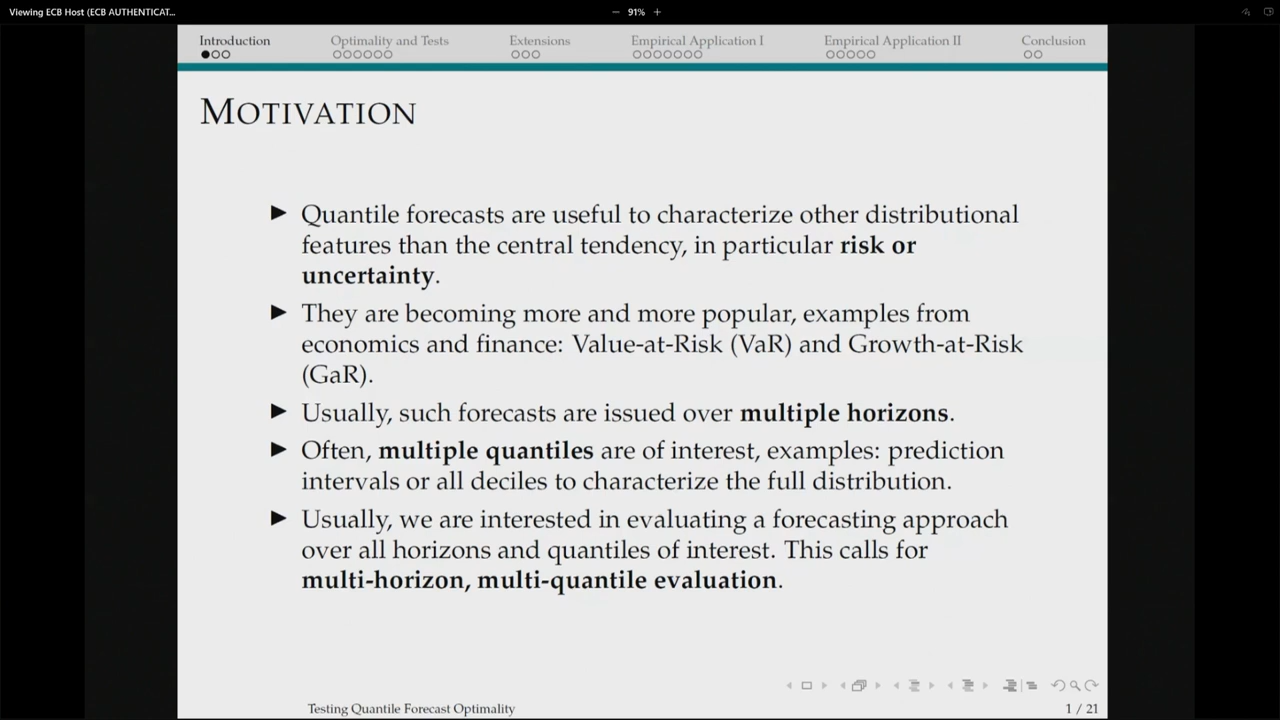 Viewing ECB Host (ECB AUTHENTICAT...
91%
Introduction
Optimality and Tests
Extensions
Empirical Application I
Empirical Application II
Conclusion
MOTIVATION
Quantile forecasts are useful to characterize other distributional
features than the central tendency, in particular risk or
uncertainty.
They are becoming more and more popular, examples from
economics and finance: Value-at-Risk (VaR) and Growth-at-Risk
(GaR).
Usually, such forecasts are issued over multiple horizons.
Often, multiple quantiles are of interest, examples: prediction
intervals or all deciles to characterize the full distribution.
Usually, we are interested in evaluating a forecasting approach
over all horizons and quantiles of interest. This calls for
multi-horizon, multi-quantile evaluation.
Testing Quantile Forecast Optimality
1 / 21